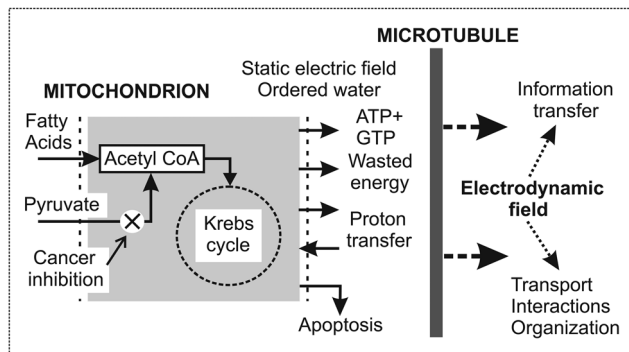 MICROTUBULE
Static electric field
Ordered water
MITOCHONDRION
Fatty
Acids
Acetyl CoA
Pyruvate
Cancer
inhibition
Krebs
cycle
ATP+
GTP
Wasted
energy
Proton
transfer
Apoptosis
Information
transfer
Electrodynamic
field
Transport
Interactions
Organization